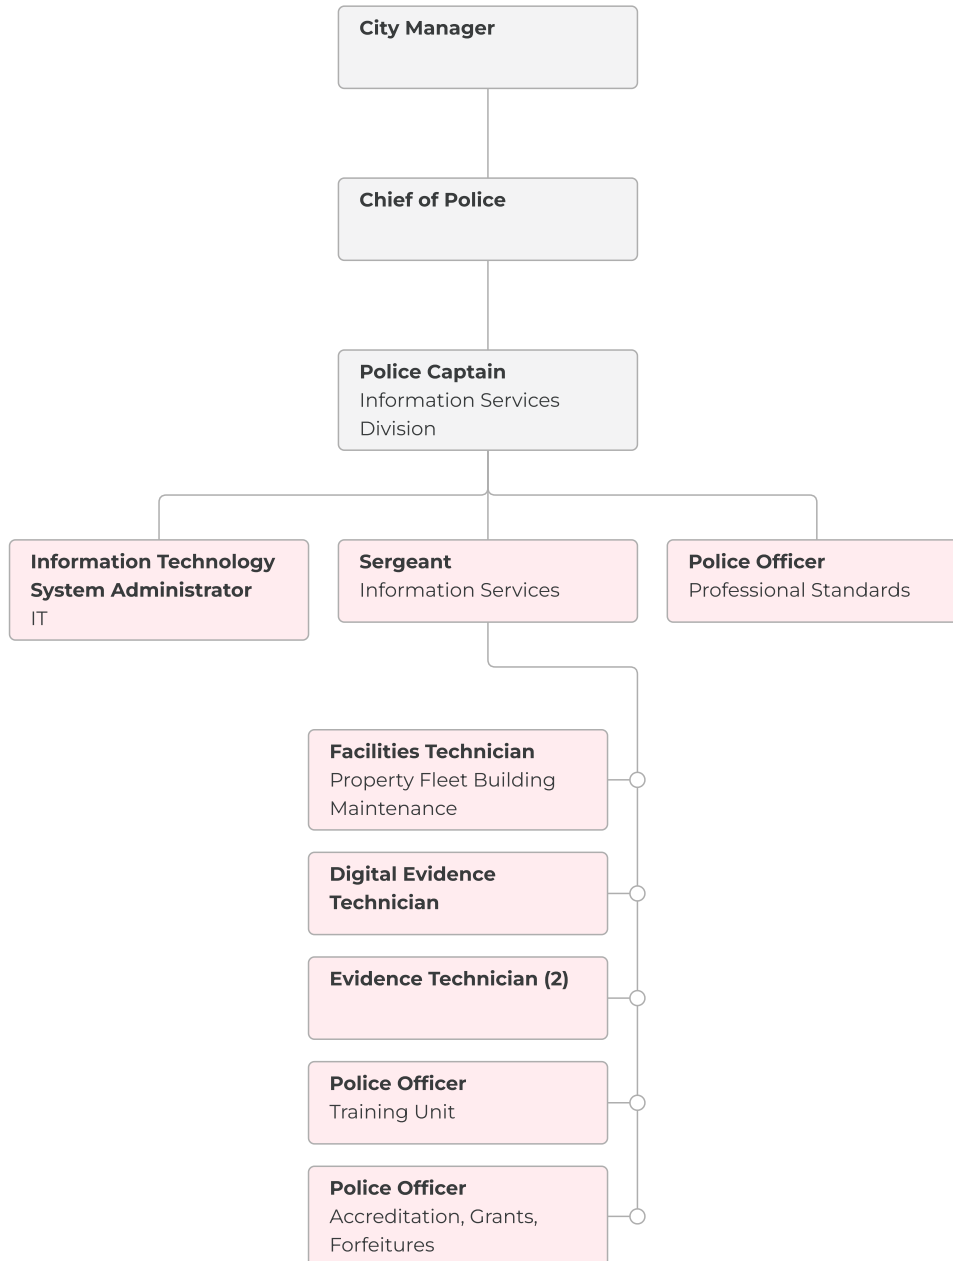 City Manager
Chief of Police
Police Captain
Information Services
Division
Information Technology
System Administrator
IT
Sergeant
Information Services
Police Officer
Professional Standards
Facilities Technician
Property Fleet Building
Maintenance
Digital Evidence
Technician
Evidence Technician (2)
Police Officer
Training Unit
Police Officer
Accreditation, Grants,
Forfeitures